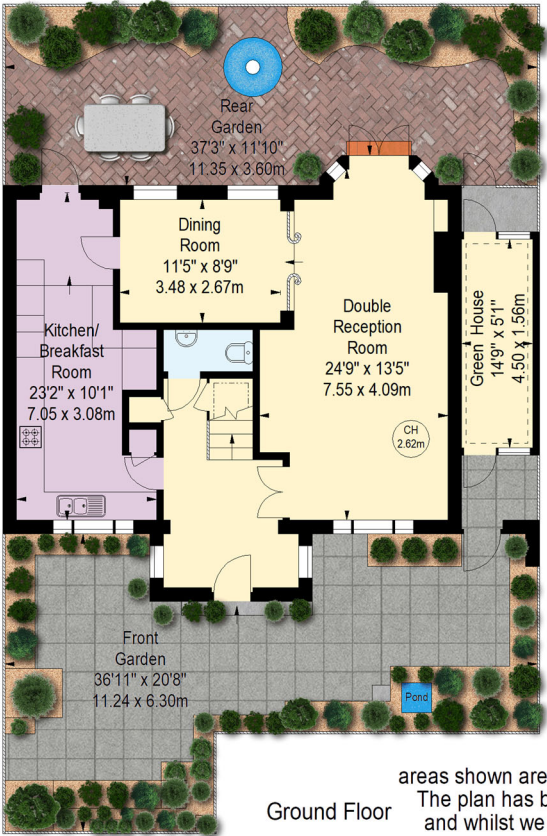 Rear
Garden
37'3" x 11'10"
11.35 x 3.60m
Dining
Room
11'5" x 8'9"
3.48 x 2.67m
Kitchen/
Breakfast
Room
23'2" x 10'1"
7.05 x 3.08m
Double
Reception
Room
24'9" x 13'5"
7.55 x 4.09m
CH
2.62m
Green House
14'9" x 5'1"
4.50 x 1.56m
Front
Garden
36'11" x 20'8"
11.24 x 6.30m
Pond
Ground Floor
areas shown are
The plan has b
and whilst we